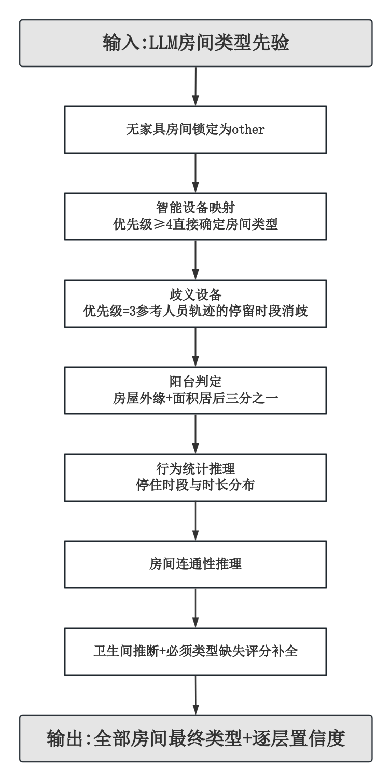 输入:LLM房间类型先验
无家具房间锁定为other
智能设备映射
优先级≥4直接确定房间类型
歧义设备
优先级=3参考人员轨迹的停留时段消歧
阳台判定
房屋外缘+面积居后三分之一
行为统计推理
停住时段与时长分布
房间连通性推理
卫生间推断+必须类型缺失评分补全
输出:全部房间最终类型+逐层置信度